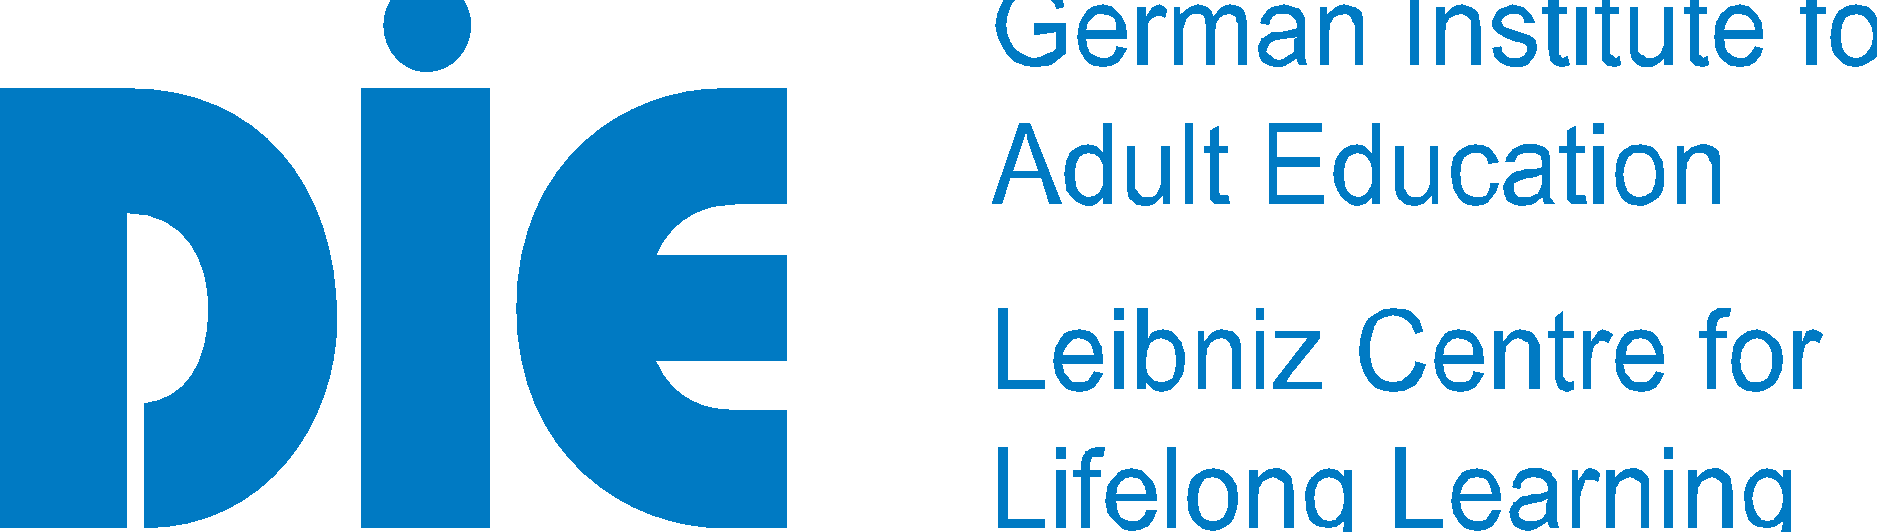 DiE
German Institute fo
Adult Education
Leibniz Centre for
Lifelong Learning